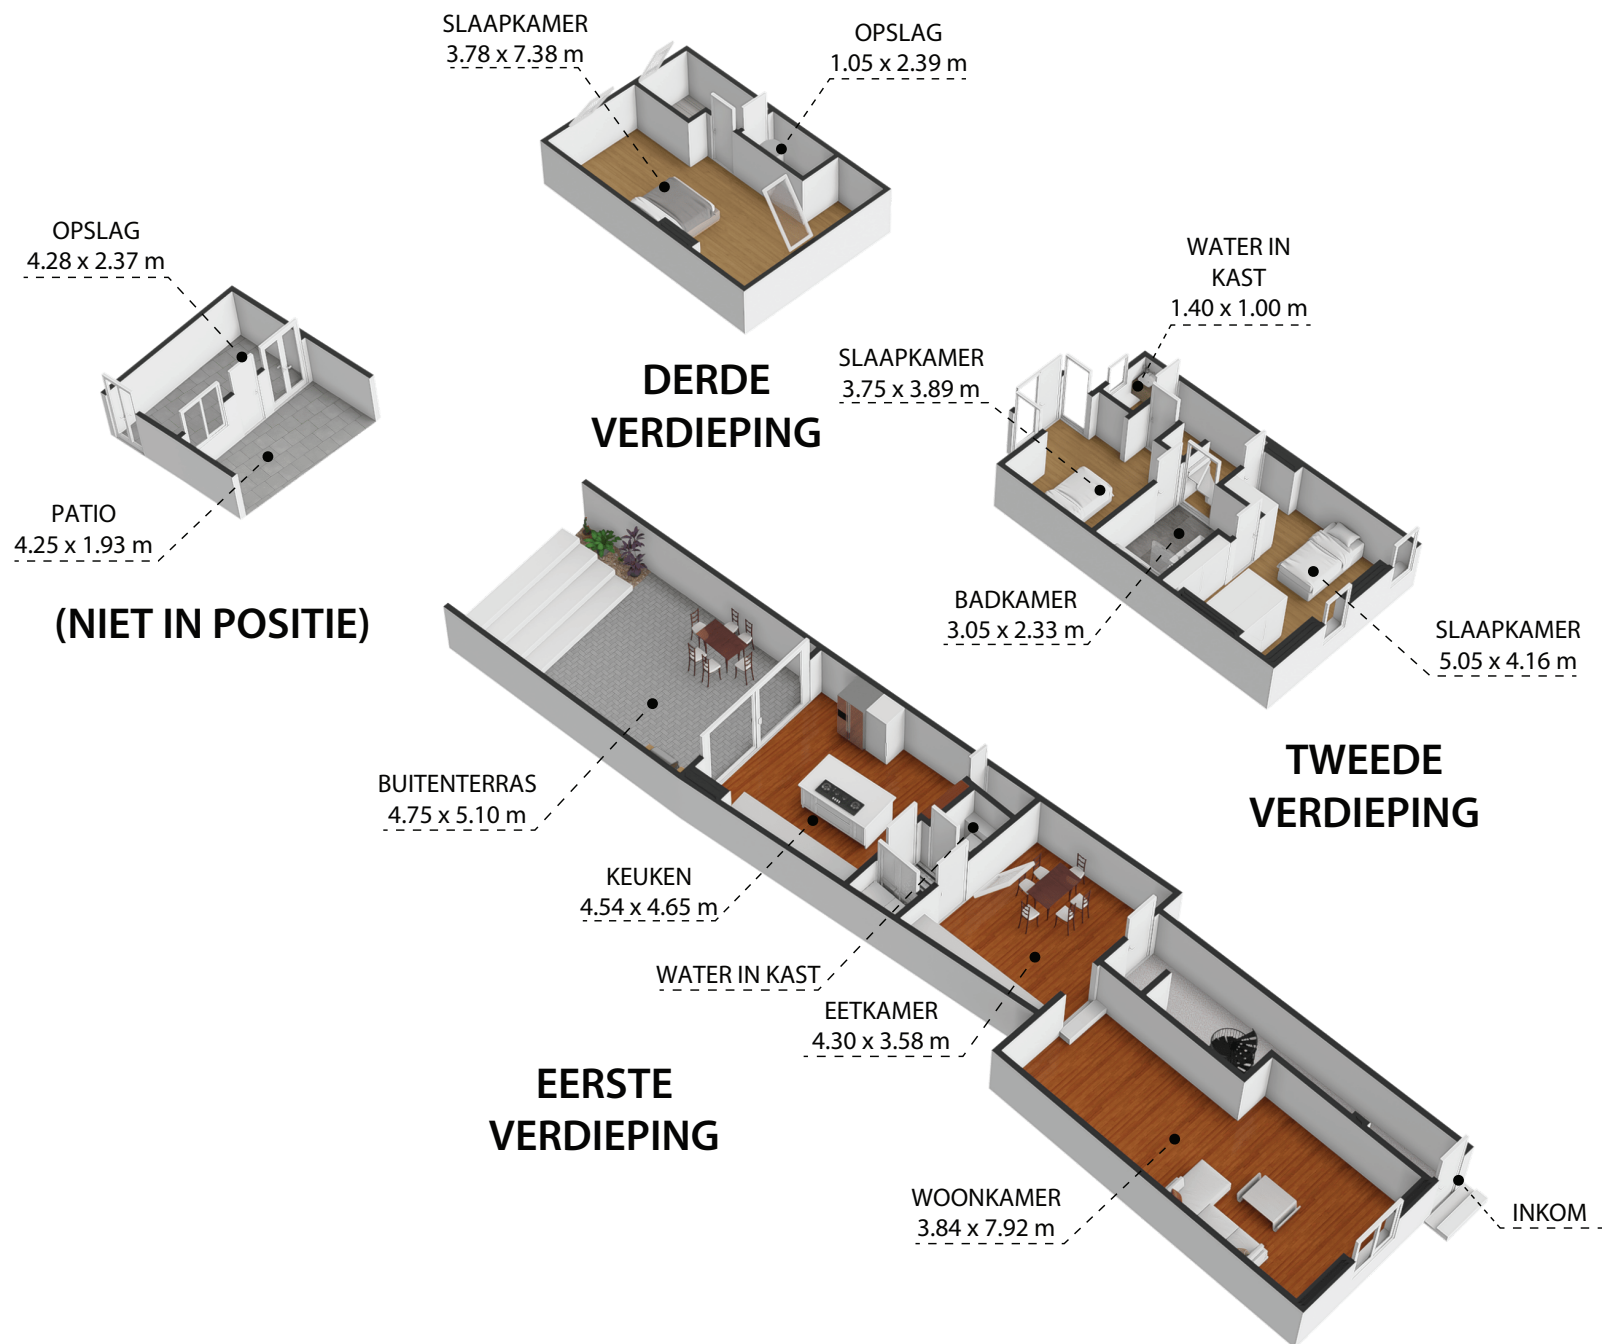 SLAAPKAMER
3.78 x 7.38 m
OPSLAG
1.05 x 2.39 m
OPSLAG
4.28 x 2.37 m
PATIO
4.25 x 1.93 m
(NIET IN POSITIE)
DERDE
VERDIEPING
WATER IN
KAST
1.40 x 1.00 m
SLAAPKAMER
3.75 x 3.89 m
BADKAMER
3.05 x 2.33 m
SLAAPKAMER
5.05 x 4.16 m
TWEEDE
VERDIEPING
BUITENTERRAS
4.75 x 5.10 m
KEUKEN
4.54 x 4.65 m
WATER IN KAST
EETKAMER
4.30 x 3.58 m
EERSTE
VERDIEPING
WOONKAMER
3.84 x 7.92 m
INKOM